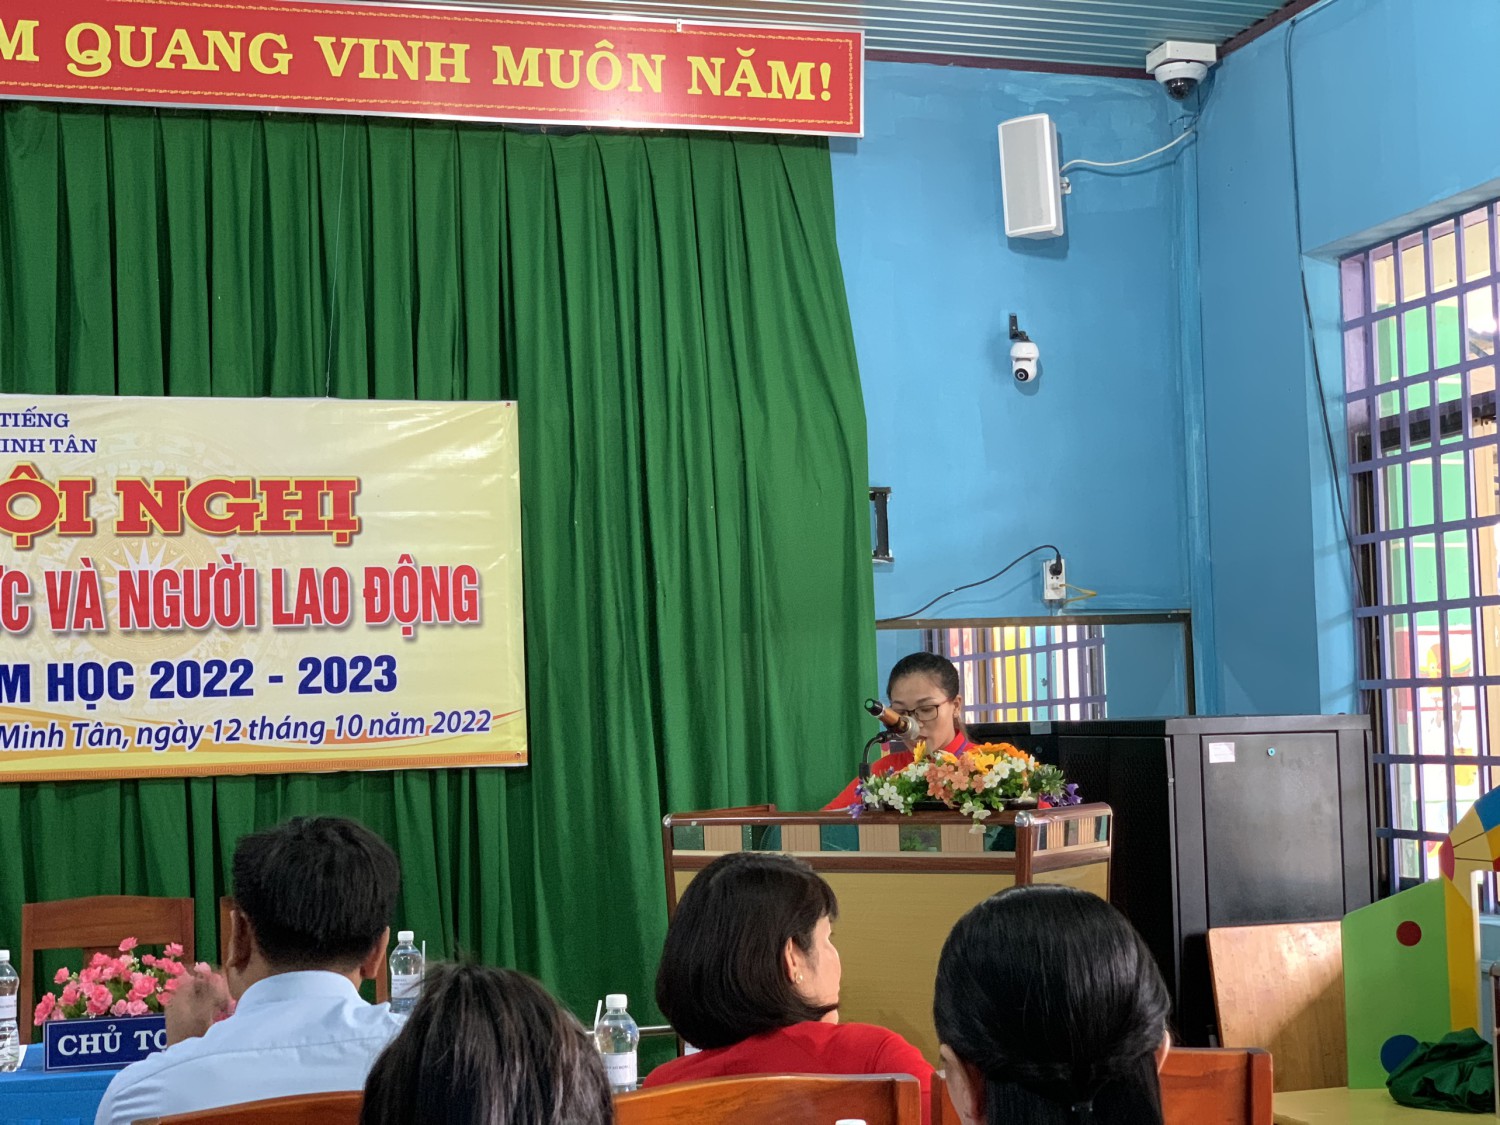 QUANG VINH MUÔN NĂM!
TIẾNG
INH TÂN
ỘI NGHỊ
ỨC VÀ NGƯỜI LAO ĐỘNG
M HỌC 2022 - 2023
Minh Tân, ngày 12 tháng 10 năm 2022
CHỦ TỌ